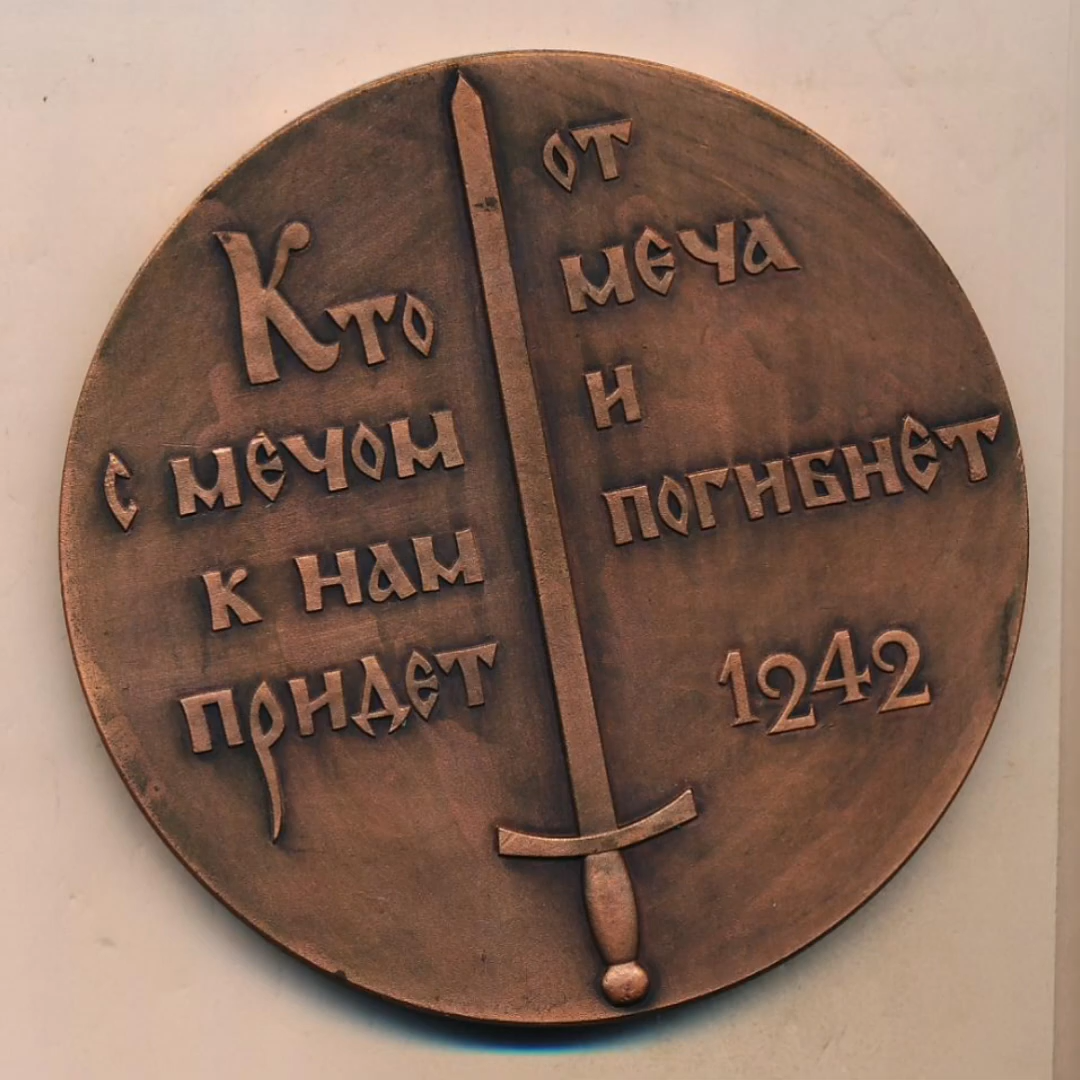 Кто
с мечом
к нам
придет
от
меча
и
погибнет
1242